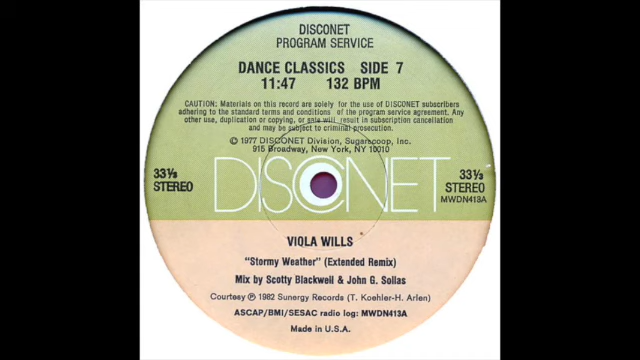 DISCONET
PROGRAM SERVICE
DANCE CLASSICS SIDE 7
11:47 132 BPM
CAUTION: Materials on this record are solely for the use of DISCONET subscribers
adhering to the standard terms and conditions of the program service agreement. Any
other use, duplication or copying, or sale will result in subscription cancellation
and may be subject to criminal prosecution.
© 1977 DISCONET Division, Sugarscoop, Inc.
915 Broadway, New York, NY 10010
33⅓
STEREO
DISCONET
33⅓
STEREO
MWDN413A
VIOLA WILLS
"Stormy Weather" (Extended Remix)
Mix by Scotty Blackwell & John G. Sollas
Courtesy ℗ 1982 Sunergy Records (T. Koehler-H. Arlen)
ASCAP/BMI/SESAC radio log: MWDN413A
Made in U.S.A.